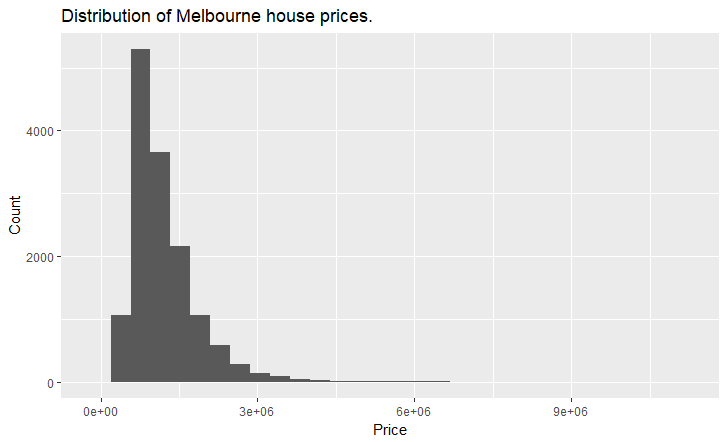 Distribution of Melbourne house prices.
Count
4000
2000
0
0e+00 3e+06 6e+06 9e+06
Price